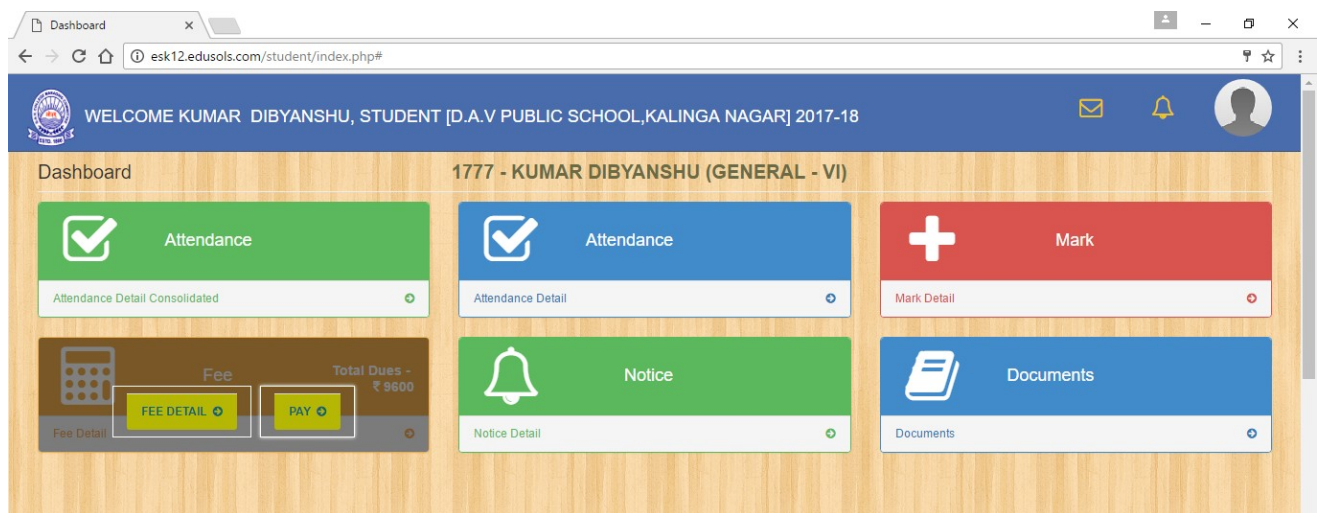 Dashboard
esk12.edusols.com/student/index.php#
WELCOME KUMAR DIBYANSHU, STUDENT [D.A.V PUBLIC SCHOOL,KALINGA NAGAR] 2017-18
Dashboard
1777 - KUMAR DIBYANSHU (GENERAL - VI)
Attendance
Attendance Detail Consolidated
Attendance
Attendance Detail
Mark
Mark Detail
Fee
Total Dues -
₹ 9600
FEE DETAIL
PAY
Fee Detail
Notice
Notice Detail
Documents
Documents